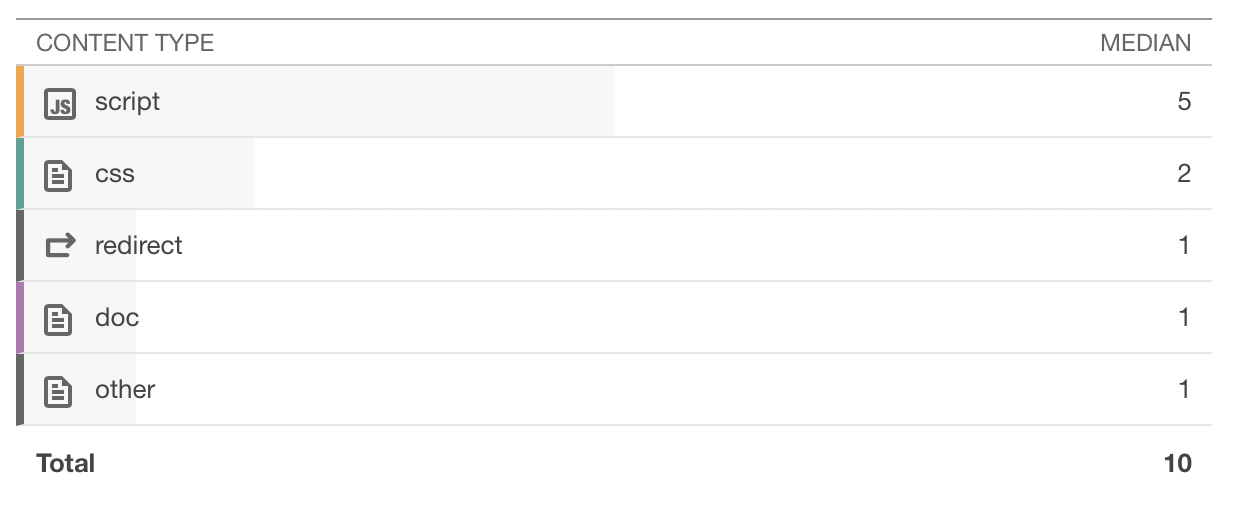 CONTENT TYPE MEDIAN
JS script 5
css 2
redirect 1
doc 1
other 1
Total 10